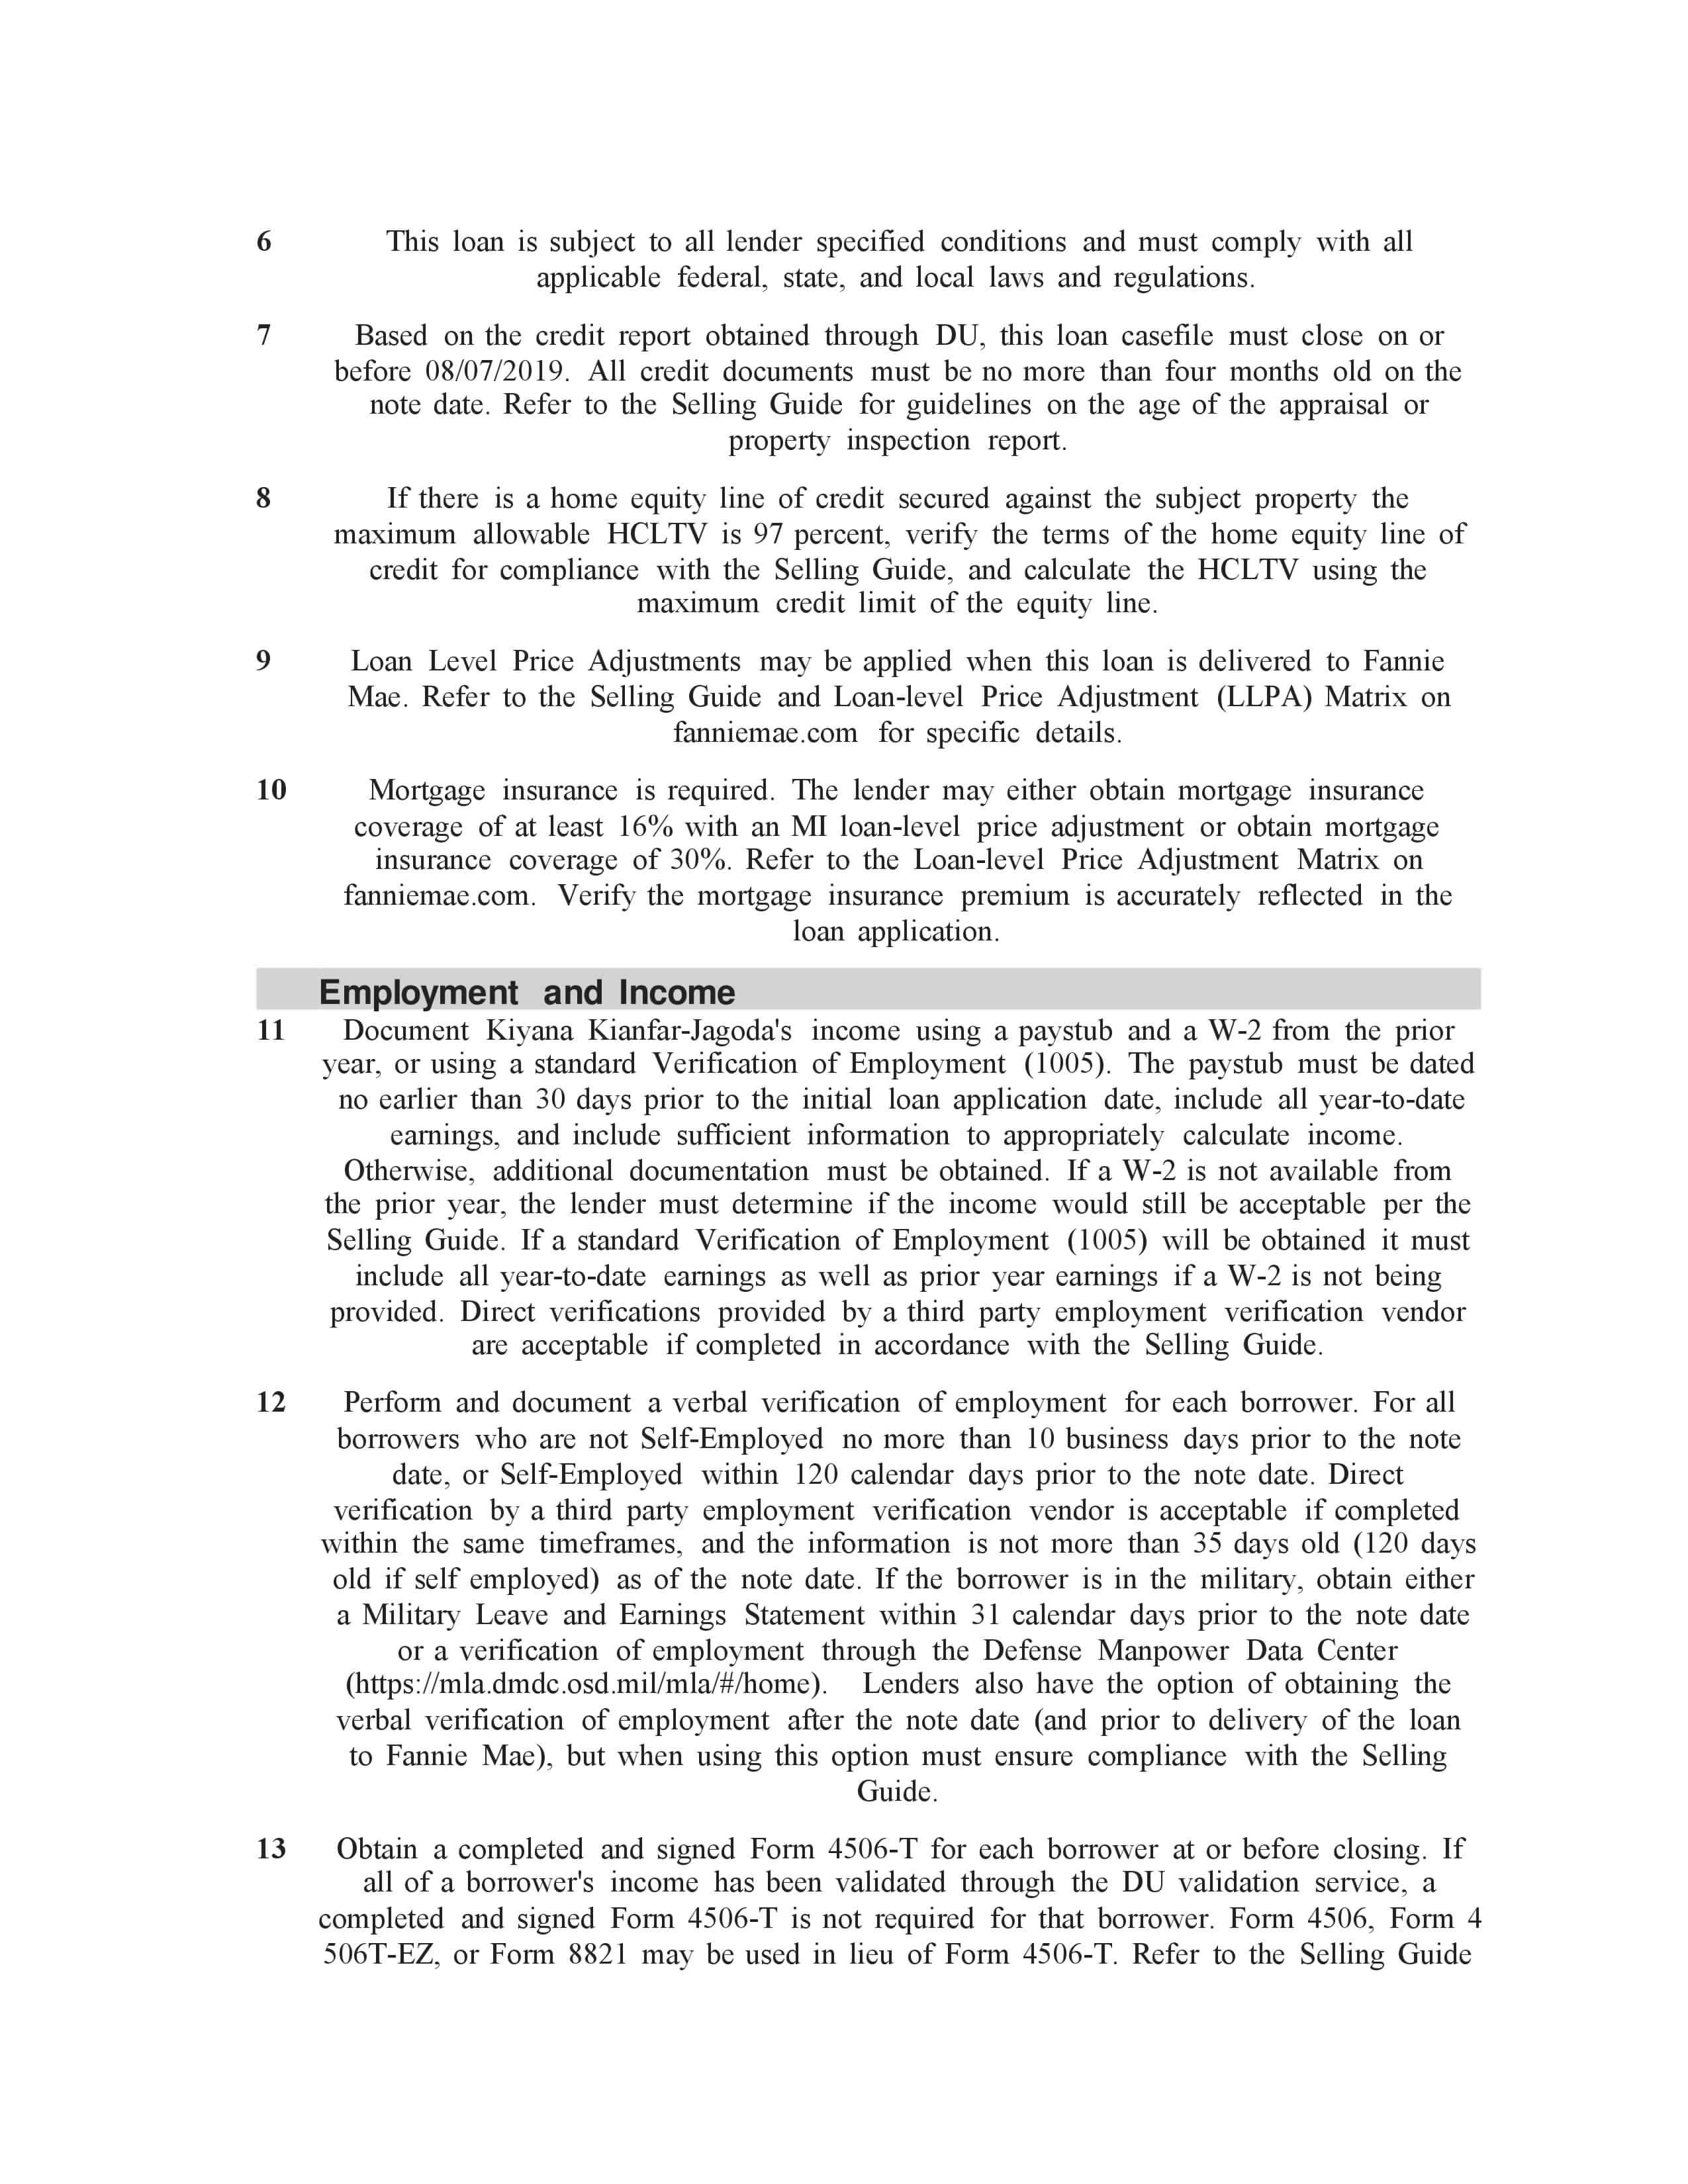 6 This loan is subject to all lender specified conditions and must comply with all
applicable federal, state, and local laws and regulations.
7 Based on the credit report obtained through DU, this loan casefile must close on or
before 08/07/2019. All credit documents must be no more than four months old on the
note date. Refer to the Selling Guide for guidelines on the age of the appraisal or
property inspection report.
8 If there is a home equity line of credit secured against the subject property the
maximum allowable HCLTV is 97 percent, verify the terms of the home equity line of
credit for compliance with the Selling Guide, and calculate the HCLTV using the
maximum credit limit of the equity line.
9 Loan Level Price Adjustments may be applied when this loan is delivered to Fannie
Mae. Refer to the Selling Guide and Loan-level Price Adjustment (LLPA) Matrix on
fanniemae.com for specific details.
10 Mortgage insurance is required. The lender may either obtain mortgage insurance
coverage of at least 16% with an MI loan-level price adjustment or obtain mortgage
insurance coverage of 30%. Refer to the Loan-level Price Adjustment Matrix on
fanniemae.com. Verify the mortgage insurance premium is accurately reflected in the
loan application.
Employment and Income
11 Document Kiyana Kianfar-Jagoda's income using a paystub and a W-2 from the prior
year, or using a standard Verification of Employment (1005). The paystub must be dated
no earlier than 30 days prior to the initial loan application date, include all year-to-date
earnings, and include sufficient information to appropriately calculate income.
Otherwise, additional documentation must be obtained. If a W-2 is not available from
the prior year, the lender must determine if the income would still be acceptable per the
Selling Guide. If a standard Verification of Employment (1005) will be obtained it must
include all year-to-date earnings as well as prior year earnings if a W-2 is not being
provided. Direct verifications provided by a third party employment verification vendor
are acceptable if completed in accordance with the Selling Guide.
12 Perform and document a verbal verification of employment for each borrower. For all
borrowers who are not Self-Employed no more than 10 business days prior to the note
date, or Self-Employed within 120 calendar days prior to the note date. Direct
verification by a third party employment verification vendor is acceptable if completed
within the same timeframes, and the information is not more than 35 days old (120 days
old if self employed) as of the note date. If the borrower is in the military, obtain either
a Military Leave and Earnings Statement within 31 calendar days prior to the note date
or a verification of employment through the Defense Manpower Data Center
(https://mla.dmdc.osd.mil/mla/#/home). Lenders also have the option of obtaining the
verbal verification of employment after the note date (and prior to delivery of the loan
to Fannie Mae), but when using this option must ensure compliance with the Selling
Guide.
13 Obtain a completed and signed Form 4506-T for each borrower at or before closing. If
all of a borrower's income has been validated through the DU validation service, a
completed and signed Form 4506-T is not required for that borrower. Form 4506, Form 4
506T-EZ, or Form 8821 may be used in lieu of Form 4506-T. Refer to the Selling Guide